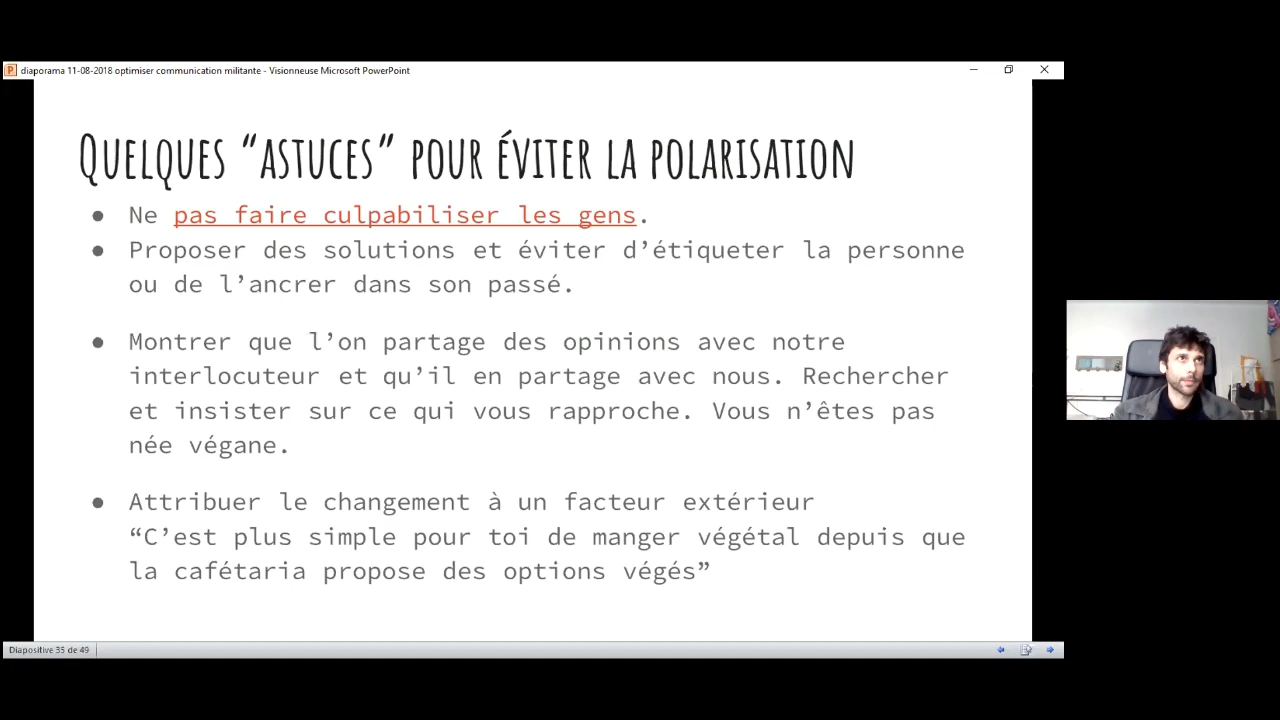 diaporama 11-08-2018 optimiser communication militante - Visionneuse Microsoft PowerPoint
Quelques “astuces” pour éviter la polarisation
● Ne pas faire culpabiliser les gens.
● Proposer des solutions et éviter d’étiqueter la personne
ou de l’ancrer dans son passé.
● Montrer que l’on partage des opinions avec notre
interlocuteur et qu’il en partage avec nous. Rechercher
et insister sur ce qui vous rapproche. Vous n’êtes pas
née végane.
● Attribuer le changement à un facteur extérieur
“C’est plus simple pour toi de manger végétal depuis que
la cafétaria propose des options végés”
Diapositive 35 de 49